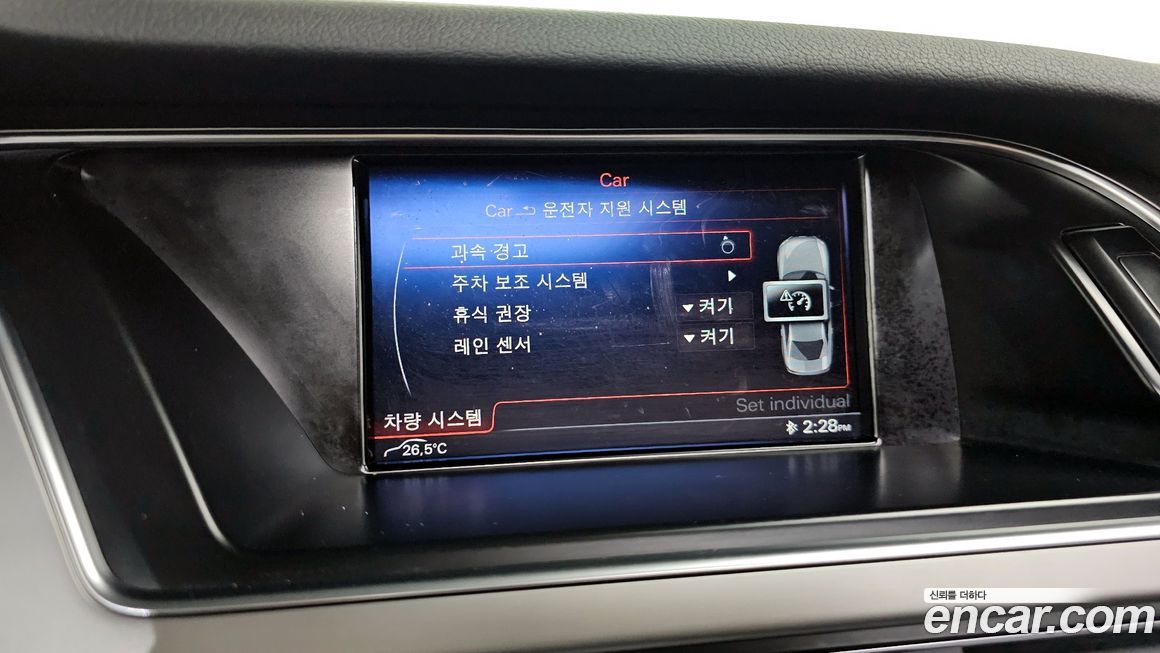 Car
Car 운전자 지원 시스템
과속 경고
주차 보조 시스템
휴식 권장 켜기
레인 센서 켜기
Set individual
차량 시스템
2:28PM
26,5°C
신뢰를 더하다
encar.com